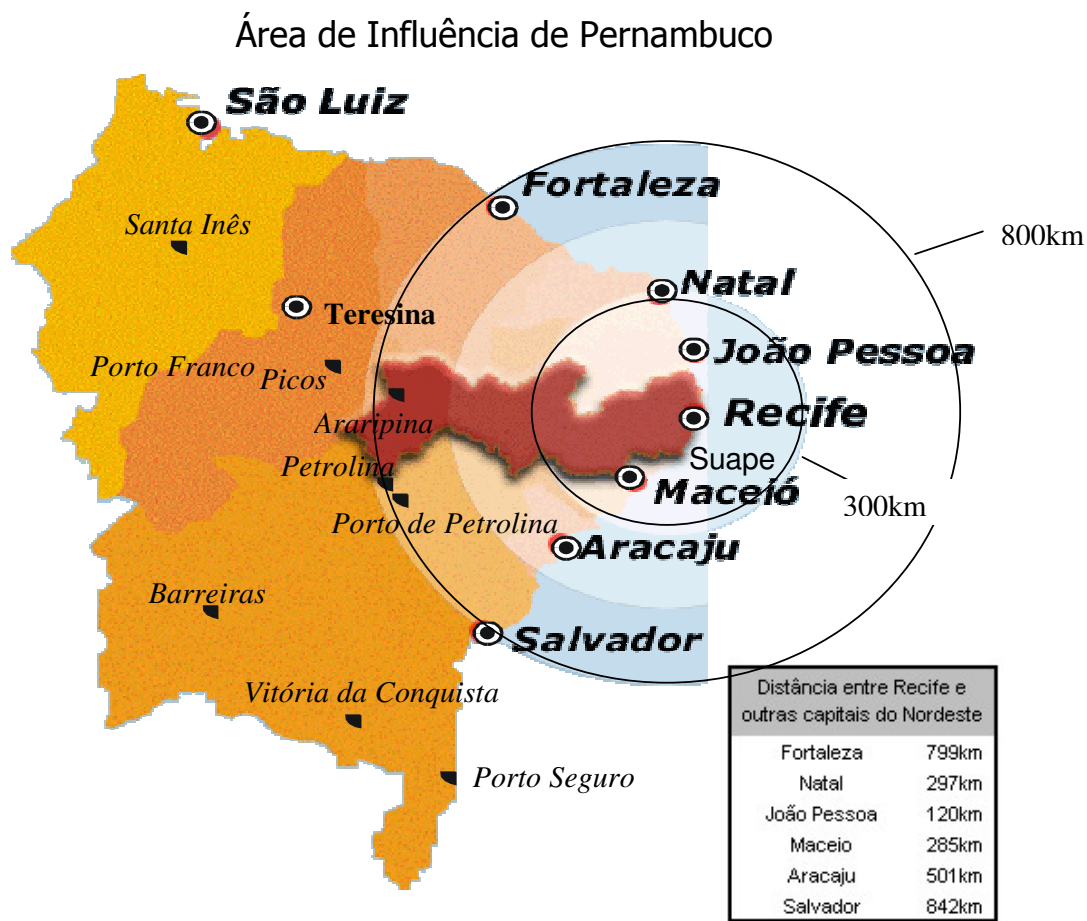 Área de Influência de Pernambuco
São Luiz
Fortaleza
800km
Santa Inês
Natal
Teresina
João Pessoa
Porto Franco
Picos
Araripina
Recife
Suape
Petrolina
Maceió
300km
Porto de Petrolina
Aracaju
Barreiras
Salvador
Vitória da Conquista
Porto Seguro
Distância entre Recife e
outras capitais do Nordeste
Fortaleza 799km
Natal 297km
João Pessoa 120km
Maceio 285km
Aracaju 501km
Salvador 842km